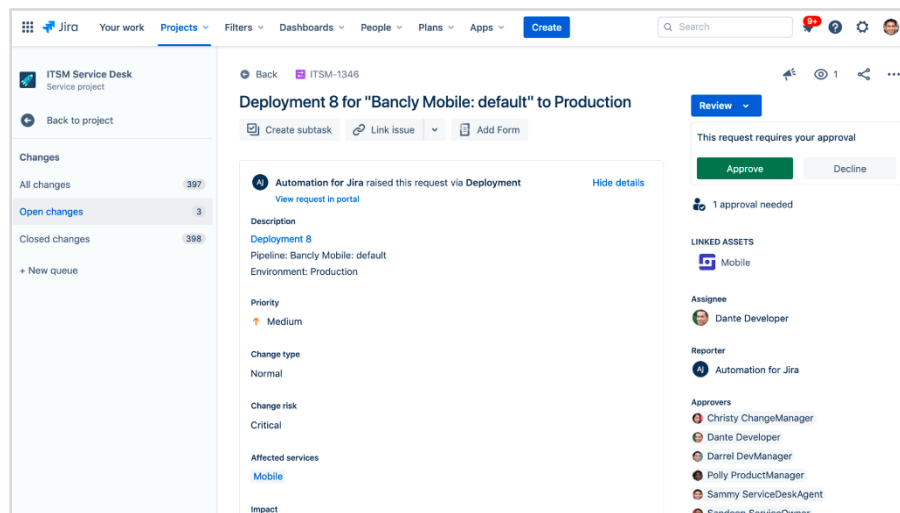 Jira Your work Projects Filters Dashboards People Plans Apps Create Search 9+
ITSM Service Desk
Service project
Back to project
Changes
All changes 397
Open changes 3
Closed changes 398
+ New queue
Back ITSM-1346
Deployment 8 for "Bancly Mobile: default" to Production
Create subtask Link issue Add Form
AJ Automation for Jira raised this request via Deployment Hide details
View request in portal
Description
Deployment 8
Pipeline: Bancly Mobile: default
Environment: Production
Priority
Medium
Change type
Normal
Change risk
Critical
Affected services
Mobile
Impact
1
Review
This request requires your approval
Approve Decline
1 approval needed
LINKED ASSETS
Mobile
Assignee
Dante Developer
Reporter
AJ Automation for Jira
Approvers
Christy ChangeManager
Dante Developer
Darrel DevManager
Polly ProductManager
Sammy ServiceDeskAgent
Sandeep ServiceOwner